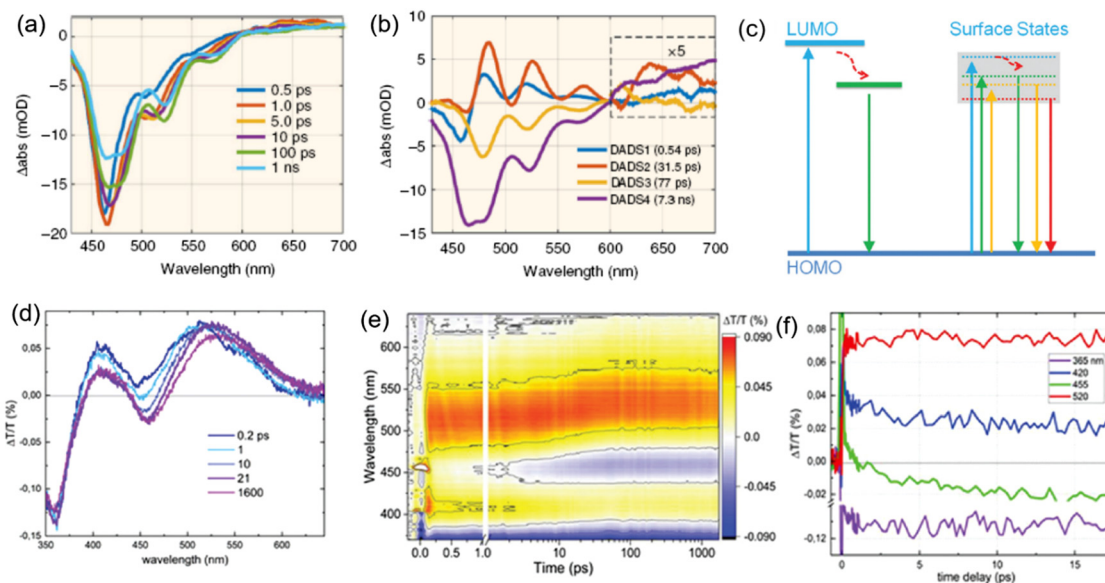 (a)
0
-5
-10
-15
-20
Δabs (mOD)
0.5 ps
1.0 ps
5.0 ps
10 ps
100 ps
1 ns
450 500 550 600 650 700
Wavelength (nm)
(b)
10
5
0
-5
-10
-15
Δabs (mOD)
×5
DADS1 (0.54 ps)
DADS2 (31.5 ps)
DADS3 (77 ps)
DADS4 (7.3 ns)
450 500 550 600 650 700
Wavelength (nm)
(c)
LUMO
Surface States
HOMO
(d)
0,05
0,00
-0,05
-0,10
-0,15
ΔT/T (%)
0.2 ps
1
10
21
1600
350 400 450 500 550 600
wavelength (nm)
(e)
600
550
500
450
400
Wavelength (nm)
0.0 0.5 1.0 10 100 1000
Time (ps)
ΔT/T (%)
0.090
0.045
0.0
-0.045
-0.090
(f)
0,08
0,06
0,04
0,02
0,00
-0,02
-0,12
ΔT/T (%)
365 nm
420
455
520
0 5 10 15
time delay (ps)